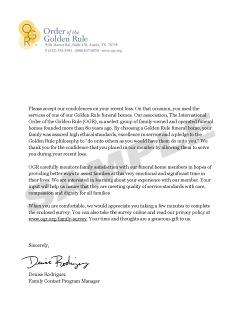 OGR
Order of the
Golden Rule
Austin, TX 78758
www.ogr.org
Please accept our condolences on your recent loss. On that occasion, you used the
services of one of our Golden Rule funeral homes. Our association, The International
Order of the Golden Rule (OGR), is a select group of family-owned and operated funeral
homes founded more than 80 years ago. By choosing a Golden Rule funeral home, your
family was assured high ethical standards, excellence in service and a pledge to the
Golden Rule philosophy to "do unto others as you would have them do unto you." We
thank you for the confidence that you placed in our member by allowing them to serve
you during your recent loss.
OGR carefully monitors family satisfaction with our funeral home members in hopes of
providing better ways to assist families at this very emotional and significant time in
their lives. We are interested in learning about your experience with our member. Your
input will help us insure that they are meeting quality of service standards with care,
compassion and dignity for all families.
When you are comfortable, we would appreciate you taking a few minutes to complete
the enclosed survey. You can also take the survey online and read our privacy policy at
www.ogr.org/family-survey. Your time and thoughts are a generous gift to us.
Sincerely,
Denise Rodriguez
Denise Rodriguez
Family Contact Program Manager
SAMPLE